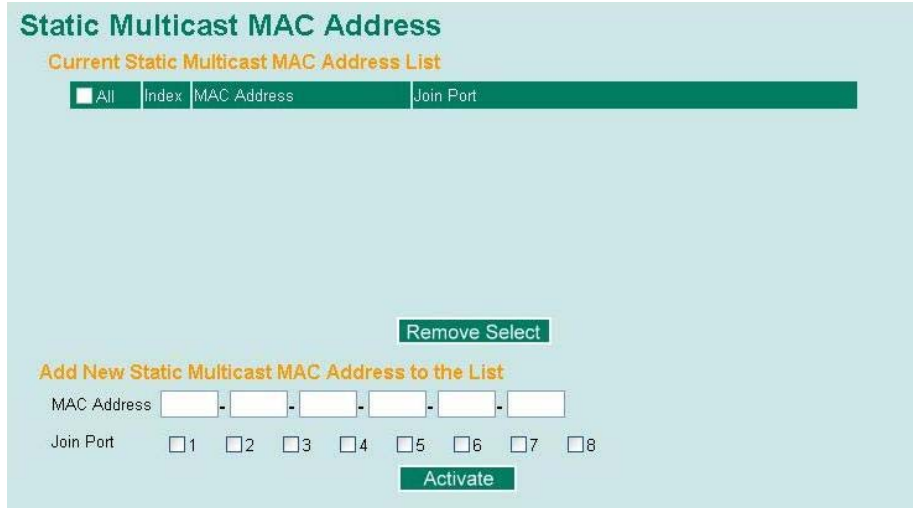 Static Multicast MAC Address
Current Static Multicast MAC Address List
All Index MAC Address Join Port
Remove Select
Add New Static Multicast MAC Address to the List
MAC Address - - - - -
Join Port 1 2 3 4 5 6 7 8
Activate